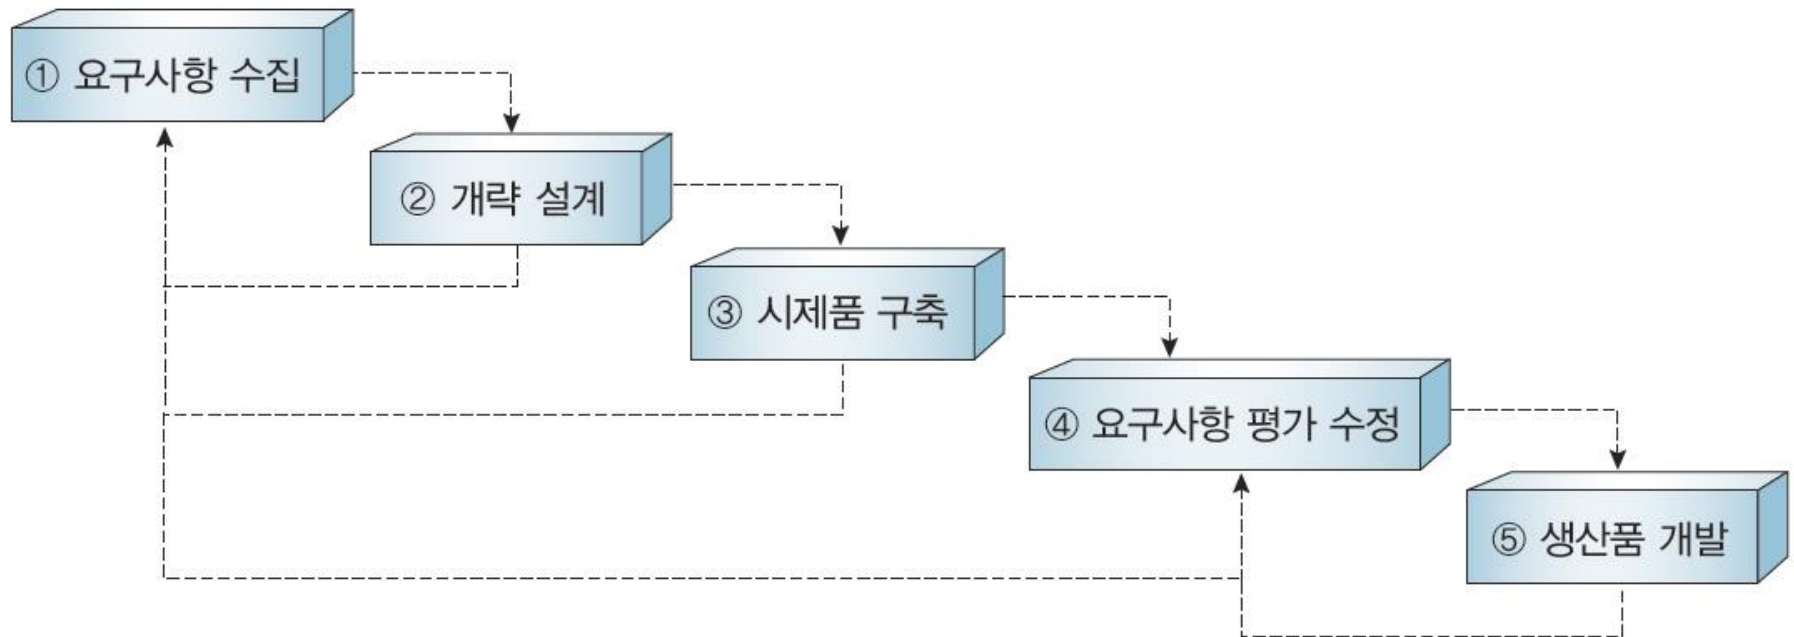 ① 요구사항 수집
② 개략 설계
③ 시제품 구축
④ 요구사항 평가 수정
⑤ 생산품 개발